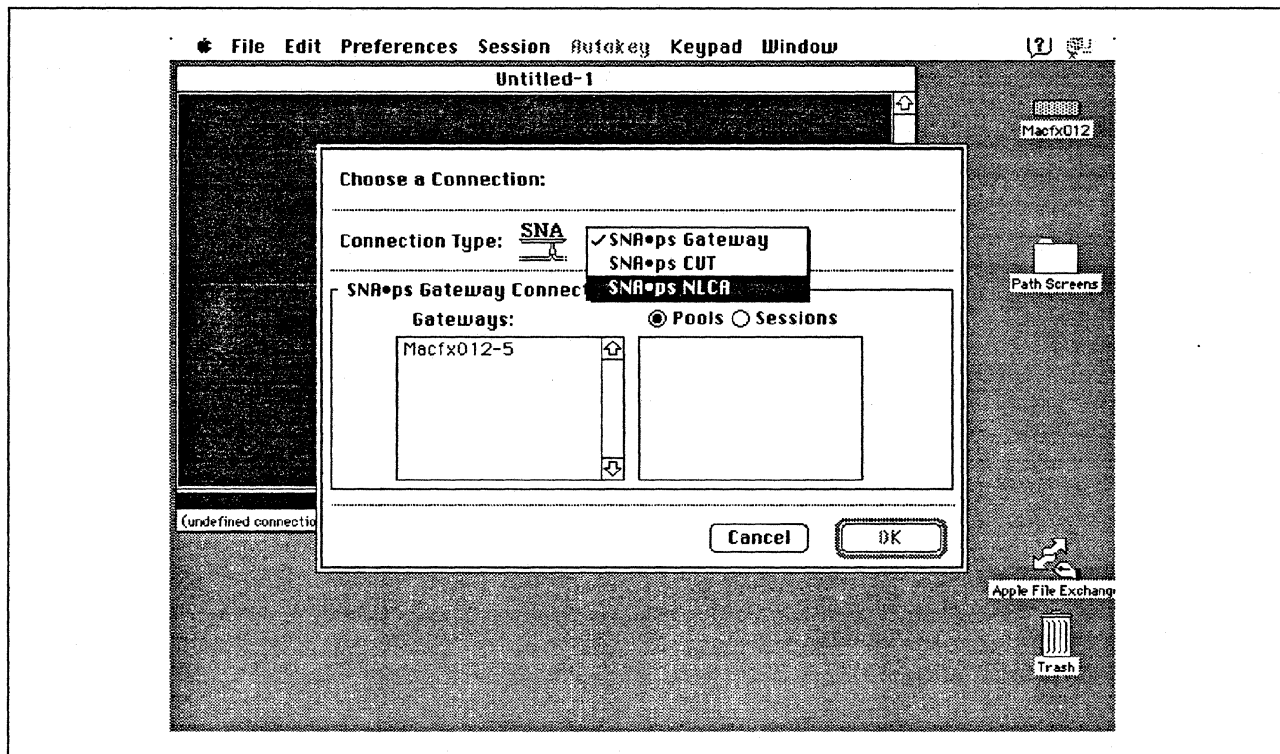 File Edit Preferences Session Autokey Keypad Window
Untitled-1
Macfx012
Choose a Connection:
Connection Type: SNA ✓SNA•ps Gateway
SNA•ps CUT
SNA•ps NLCA
SNA•ps Gateway Connect
Path Screens
Gateways: Pools Sessions
Macfx012-5
(undefined connectio
Cancel OK
Apple File Exchang
Trash